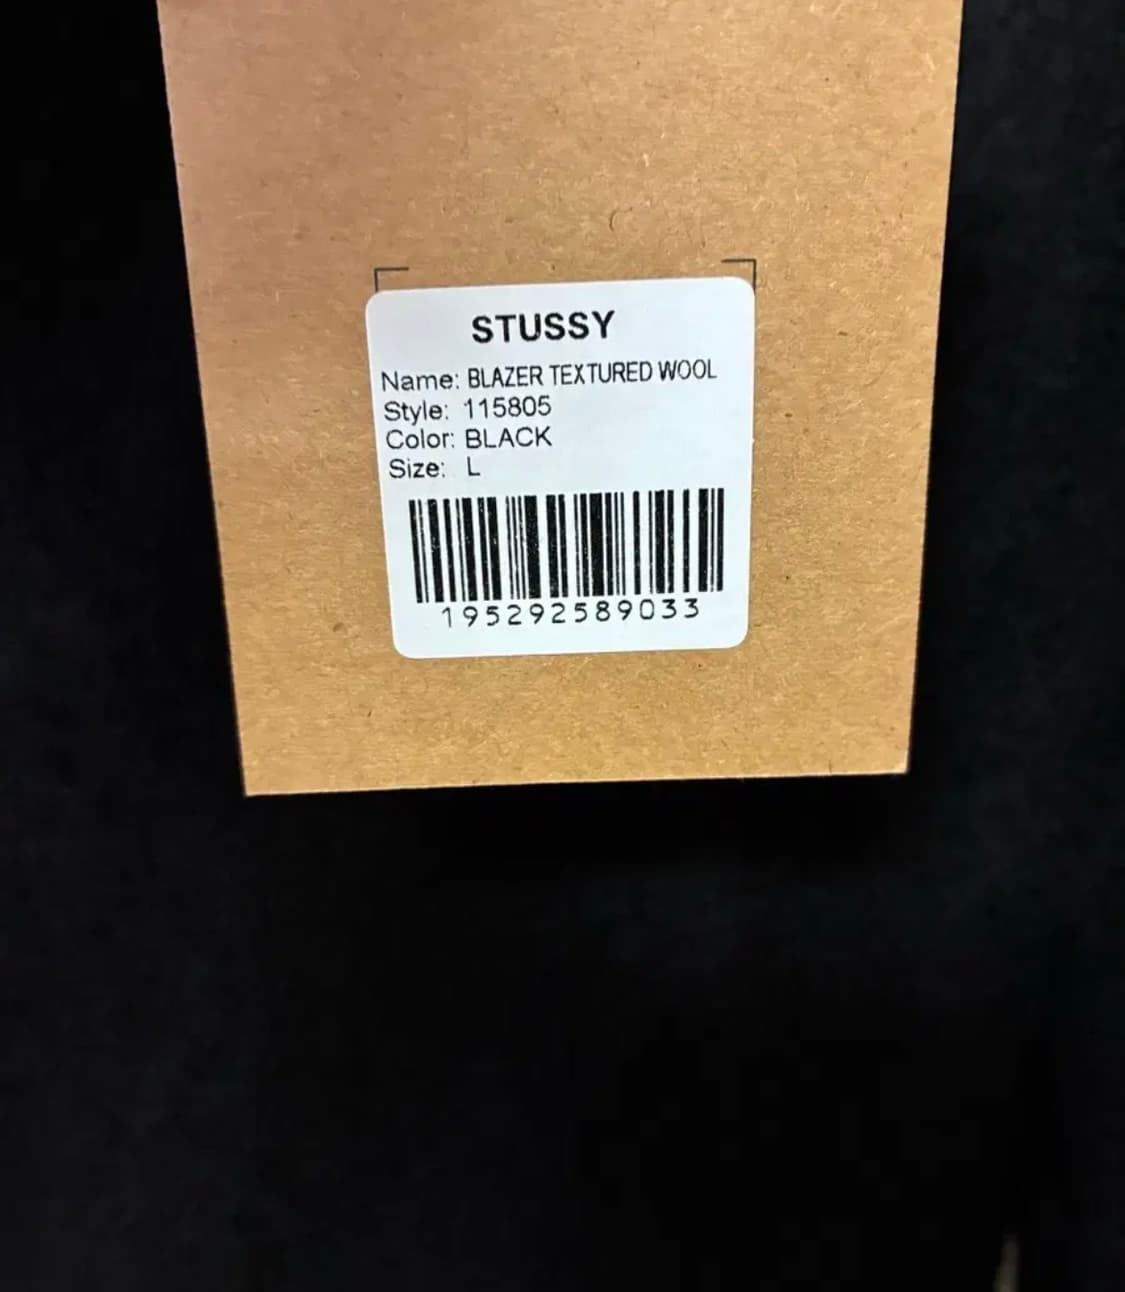 STUSSY
Name: BLAZER TEXTURED WOOL
Style: 115805
Color: BLACK
Size: L
195292589033